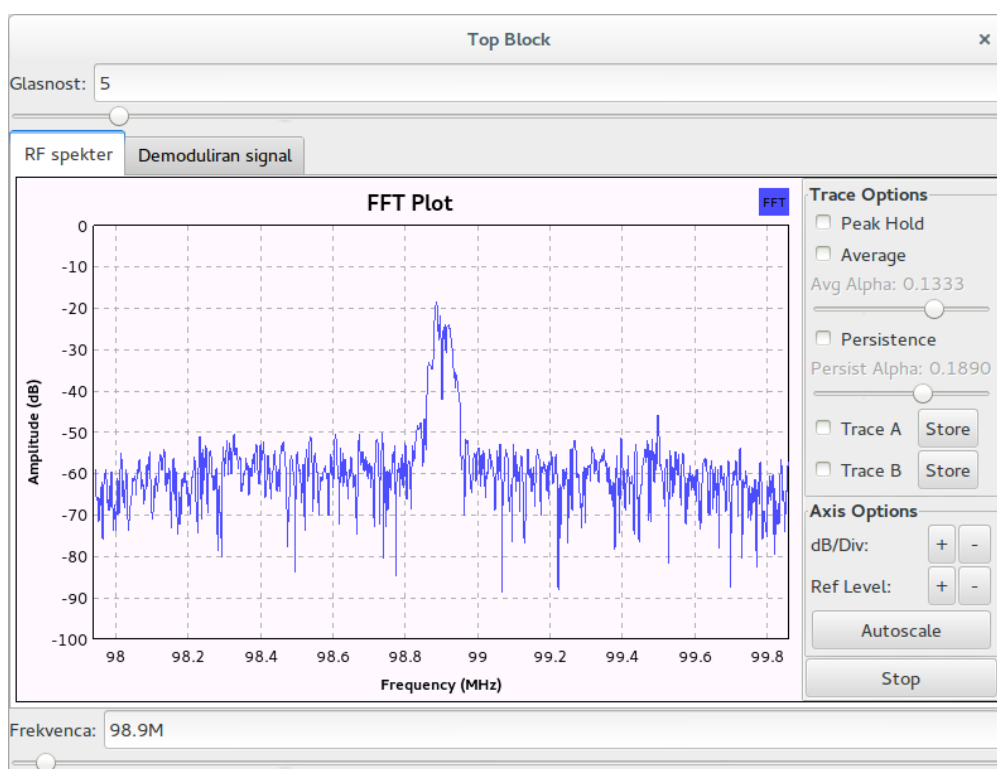 Top Block ×
Glasnost: 5
RF spekter Demoduliran signal
FFT Plot
FFT
0
-10
-20
-30
-40
-50
-60
-70
-80
-90
-100
Amplitude (dB)
98 98.2 98.4 98.6 98.8 99 99.2 99.4 99.6 99.8
Frequency (MHz)
Trace Options
Peak Hold
Average
Avg Alpha: 0.1333
Persistence
Persist Alpha: 0.1890
Trace A Store
Trace B Store
Axis Options
dB/Div: + -
Ref Level: + -
Autoscale
Stop
Frekvenca: 98.9M